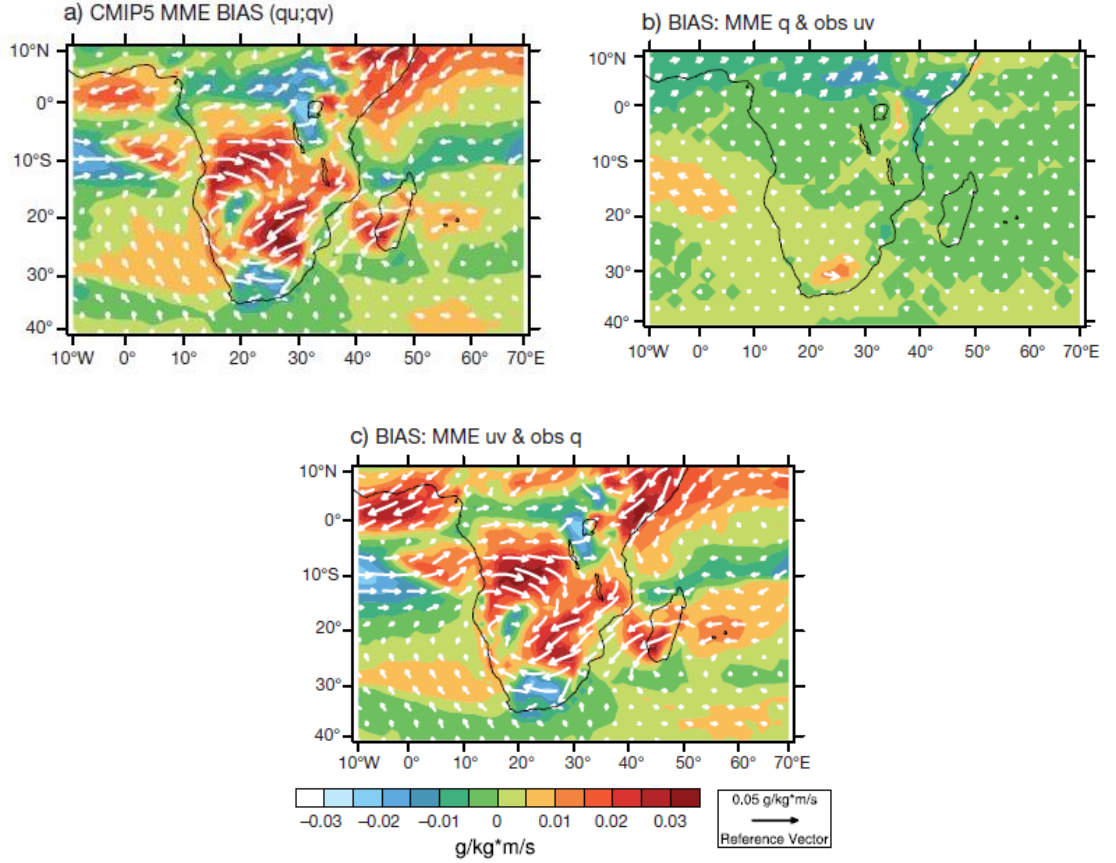 a) CMIP5 MME BIAS (qu;qv)
10°N
0°
10°S
20°
30°
40°
10°W 0° 10° 20° 30° 40° 50° 60° 70°E
b) BIAS: MME q & obs uv
10°N
0°
10°S
20°
30°
40°
10°W 0° 10° 20° 30° 40° 50° 60° 70°E
c) BIAS: MME uv & obs q
10°N
0°
10°S
20°
30°
40°
10°W 0° 10° 20° 30° 40° 50° 60° 70°E
−0.03 −0.02 −0.01 0 0.01 0.02 0.03
g/kg*m/s
0.05 g/kg*m/s
Reference Vector